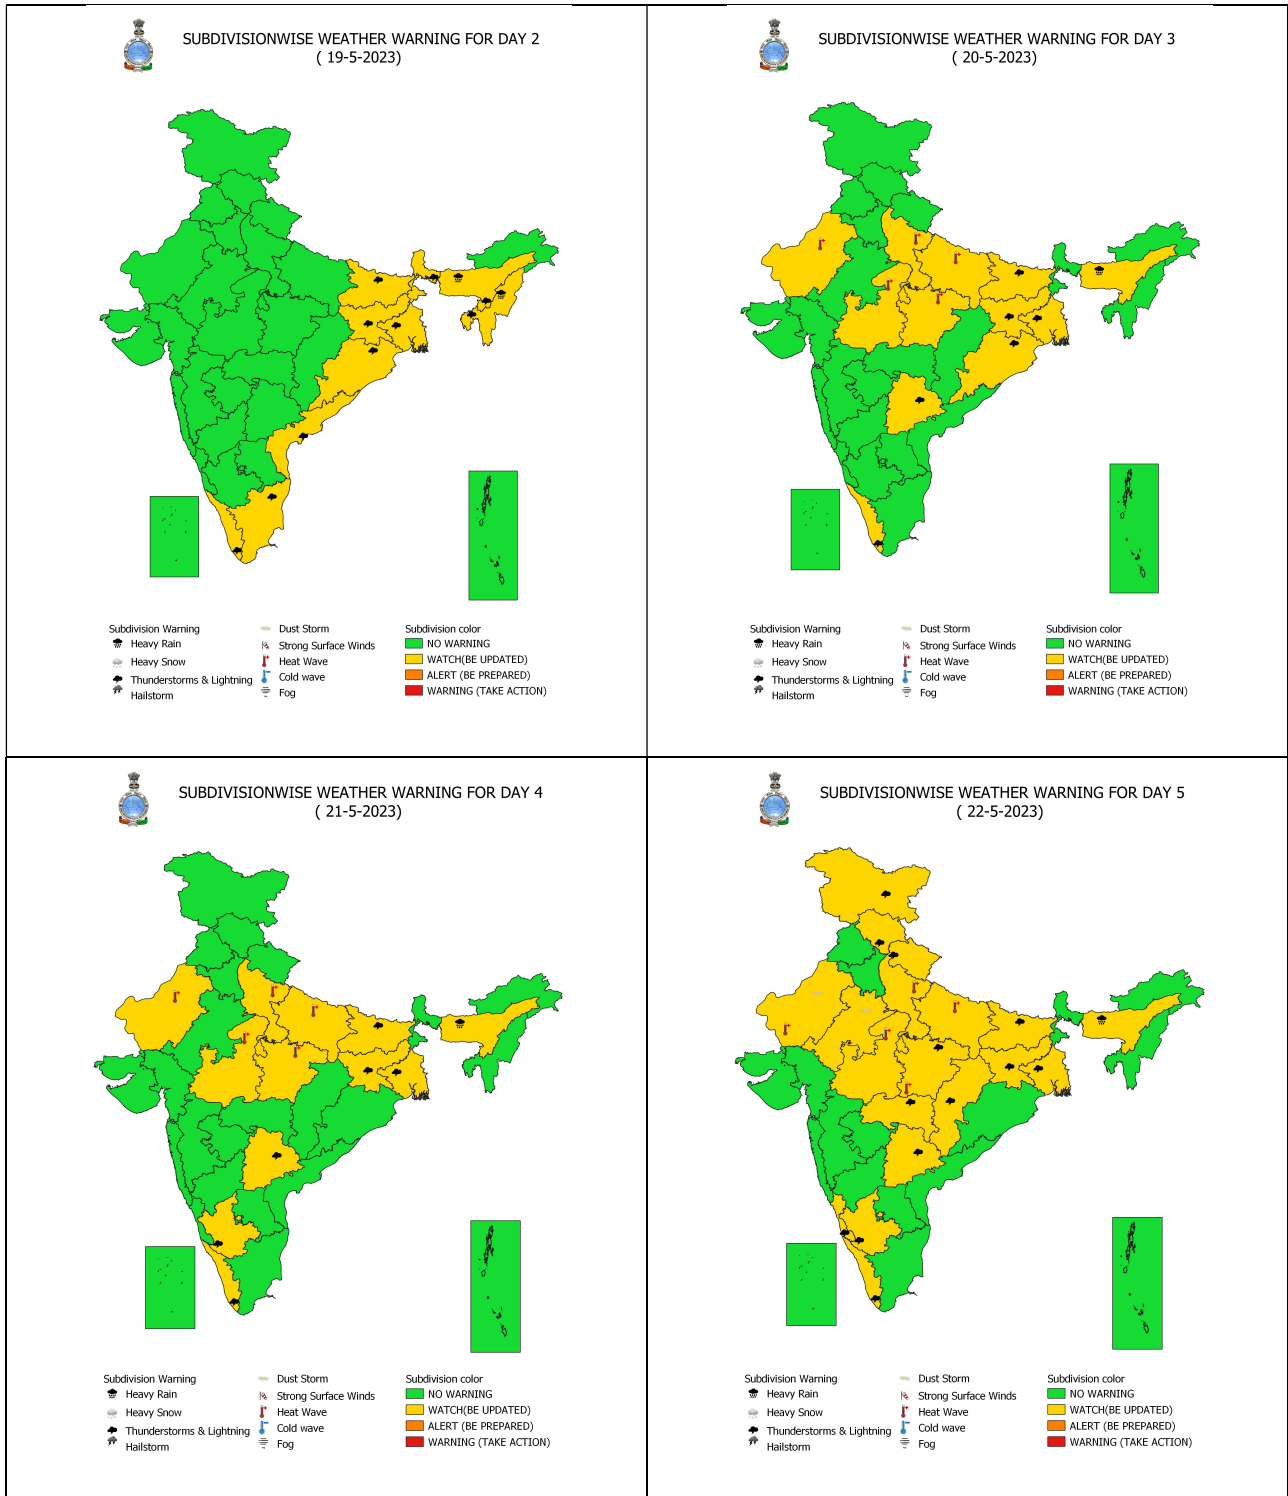 SUBDIVISIONWISE WEATHER WARNING FOR DAY 2
( 19-5-2023)
Subdivision Warning
Heavy Rain
Heavy Snow
Thunderstorms & Lightning
Hailstorm
Dust Storm
Strong Surface Winds
Heat Wave
Cold wave
Fog
Subdivision color
NO WARNING
WATCH(BE UPDATED)
ALERT (BE PREPARED)
WARNING (TAKE ACTION)
SUBDIVISIONWISE WEATHER WARNING FOR DAY 3
( 20-5-2023)
Subdivision Warning
Heavy Rain
Heavy Snow
Thunderstorms & Lightning
Hailstorm
Dust Storm
Strong Surface Winds
Heat Wave
Cold wave
Fog
Subdivision color
NO WARNING
WATCH(BE UPDATED)
ALERT (BE PREPARED)
WARNING (TAKE ACTION)
SUBDIVISIONWISE WEATHER WARNING FOR DAY 4
( 21-5-2023)
Subdivision Warning
Heavy Rain
Heavy Snow
Thunderstorms & Lightning
Hailstorm
Dust Storm
Strong Surface Winds
Heat Wave
Cold wave
Fog
Subdivision color
NO WARNING
WATCH(BE UPDATED)
ALERT (BE PREPARED)
WARNING (TAKE ACTION)
SUBDIVISIONWISE WEATHER WARNING FOR DAY 5
( 22-5-2023)
Subdivision Warning
Heavy Rain
Heavy Snow
Thunderstorms & Lightning
Hailstorm
Dust Storm
Strong Surface Winds
Heat Wave
Cold wave
Fog
Subdivision color
NO WARNING
WATCH(BE UPDATED)
ALERT (BE PREPARED)
WARNING (TAKE ACTION)